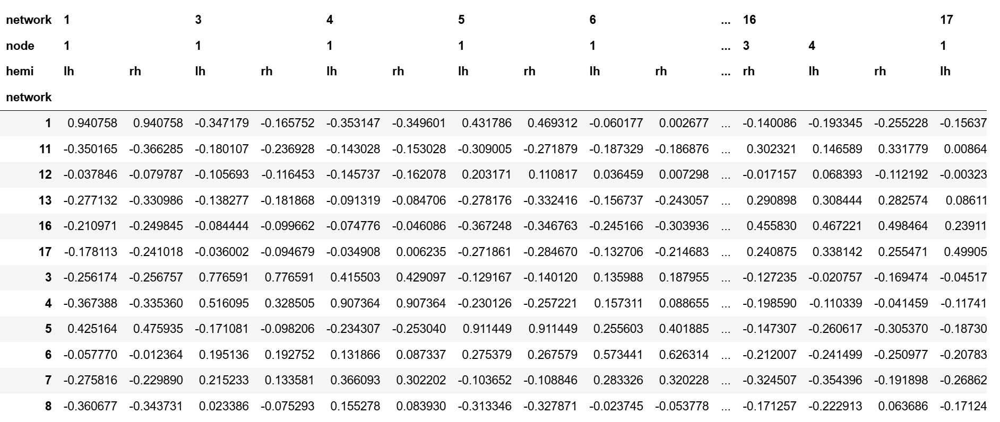 network 1 3 4 5 6 ... 16 17
node 1 1 1 1 1 ... 3 4 1
hemi lh rh lh rh lh rh lh rh lh rh ... rh lh rh lh
network
1 0.940758 0.940758 -0.347179 -0.165752 -0.353147 -0.349601 0.431786 0.469312 -0.060177 0.002677 ... -0.140086 -0.193345 -0.255228 -0.15637
11 -0.350165 -0.366285 -0.180107 -0.236928 -0.143028 -0.153028 -0.309005 -0.271879 -0.187329 -0.186876 ... 0.302321 0.146589 0.331779 0.00864
12 -0.037846 -0.079787 -0.105693 -0.116453 -0.145737 -0.162078 0.203171 0.110817 0.036459 0.007298 ... -0.017157 0.068393 -0.112192 -0.00323
13 -0.277132 -0.330986 -0.138277 -0.181868 -0.091319 -0.084706 -0.278176 -0.332416 -0.156737 -0.243057 ... 0.290898 0.308444 0.282574 0.08611
16 -0.210971 -0.249845 -0.084444 -0.099662 -0.074776 -0.046086 -0.367248 -0.346763 -0.245166 -0.303936 ... 0.455830 0.467221 0.498464 0.23911
17 -0.178113 -0.241018 -0.036002 -0.094679 -0.034908 0.006235 -0.271861 -0.284670 -0.132706 -0.214683 ... 0.240875 0.338142 0.255471 0.49905
3 -0.256174 -0.256757 0.776591 0.776591 0.415503 0.429097 -0.129167 -0.140120 0.135988 0.187955 ... -0.127235 -0.020757 -0.169474 -0.04517
4 -0.367388 -0.335360 0.516095 0.328505 0.907364 0.907364 -0.230126 -0.257221 0.157311 0.088655 ... -0.198590 -0.110339 -0.041459 -0.11741
5 0.425164 0.475935 -0.171081 -0.098206 -0.234307 -0.253040 0.911449 0.911449 0.255603 0.401885 ... -0.147307 -0.260617 -0.305370 -0.18730
6 -0.057770 -0.012364 0.195136 0.192752 0.131866 0.087337 0.275379 0.267579 0.573441 0.626314 ... -0.212007 -0.241499 -0.250977 -0.20783
7 -0.275816 -0.229890 0.215233 0.133581 0.366093 0.302202 -0.103652 -0.108846 0.283326 0.320228 ... -0.324507 -0.354396 -0.191898 -0.26862
8 -0.360677 -0.343731 0.023386 -0.075293 0.155278 0.083930 -0.313346 -0.327871 -0.023745 -0.053778 ... -0.171257 -0.222913 0.063686 -0.17124